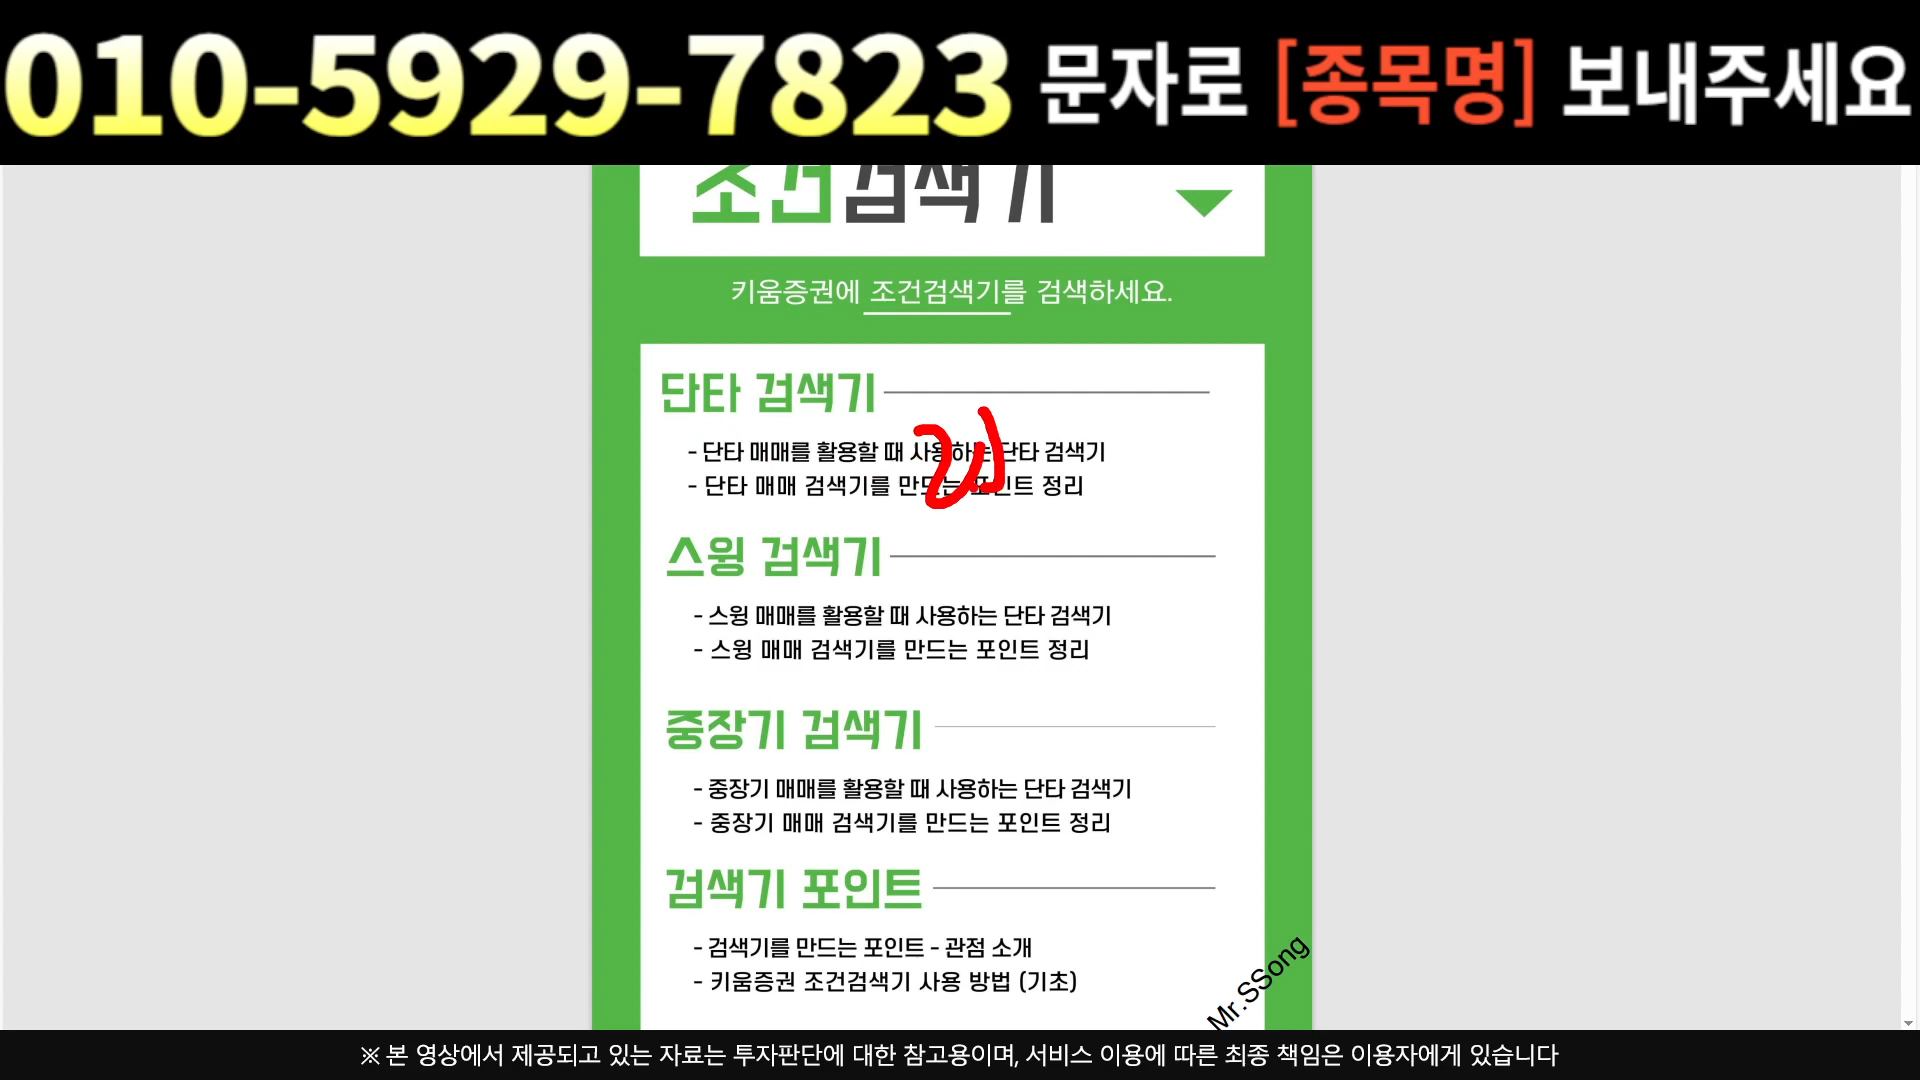 010-5929-7823 문자로 [종목명] 보내주세요
조건검색기
키움증권에 조건검색기를 검색하세요.
단타 검색기
- 단타 매매를 활용할 때 사용하는 단타 검색기
- 단타 매매 검색기를 만드는 포인트 정리
스윙 검색기
- 스윙 매매를 활용할 때 사용하는 단타 검색기
- 스윙 매매 검색기를 만드는 포인트 정리
중장기 검색기
- 중장기 매매를 활용할 때 사용하는 단타 검색기
- 중장기 매매 검색기를 만드는 포인트 정리
검색기 포인트
- 검색기를 만드는 포인트 - 관점 소개
- 키움증권 조건검색기 사용 방법 (기초)
Mr.SSong
※ 본 영상에서 제공되고 있는 자료는 투자판단에 대한 참고용이며, 서비스 이용에 따른 최종 책임은 이용자에게 있습니다